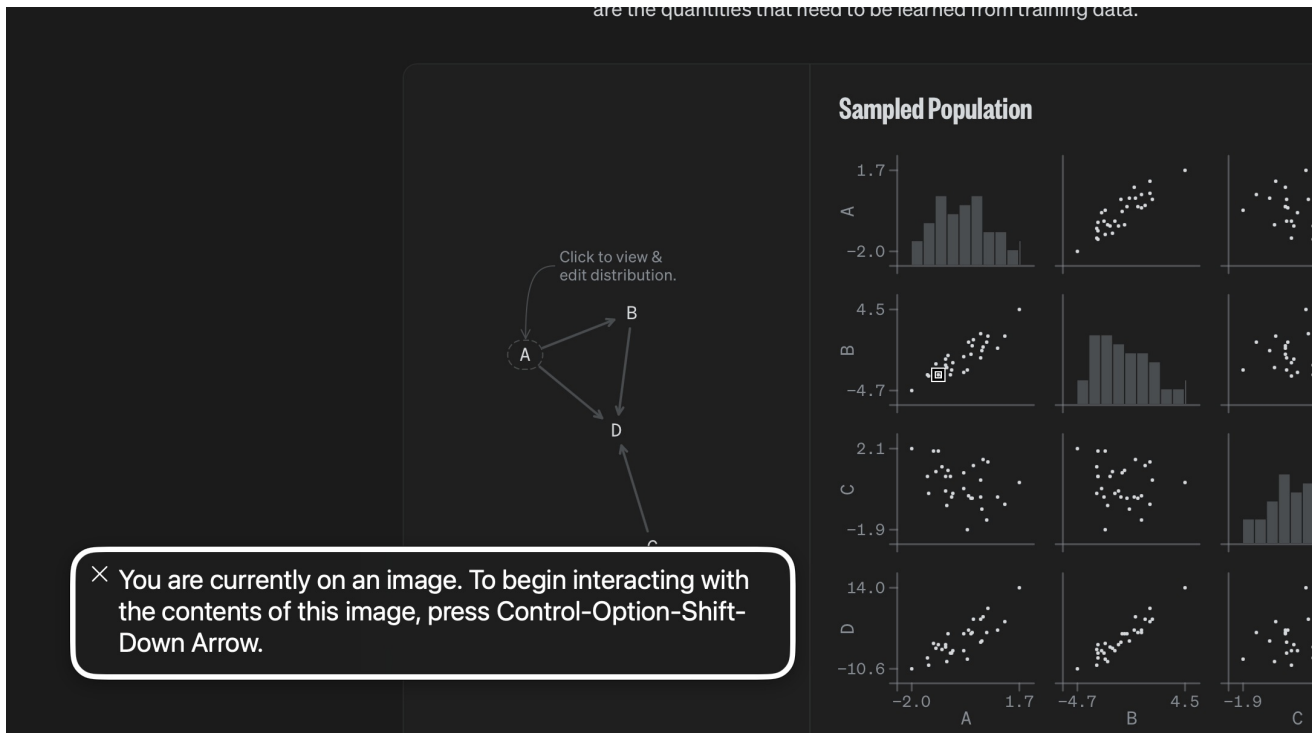 are the quantities that need to be learned from training data.
Sampled Population
Click to view &
edit distribution.
A
B
D
C
You are currently on an image. To begin interacting with
the contents of this image, press Control-Option-Shift-
Down Arrow.
1.7
A
−2.0
4.5
B
−4.7
2.1
C
−1.9
14.0
D
−10.6
−2.0 1.7 −4.7 4.5 −1.9
A B C